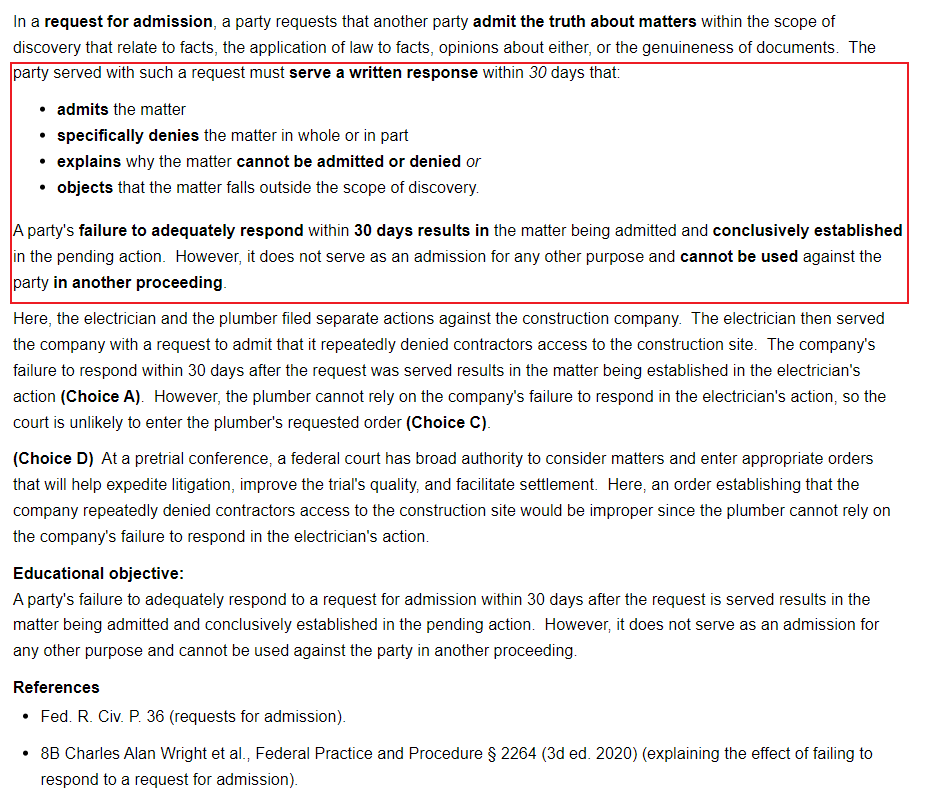 In a request for admission, a party requests that another party admit the truth about matters within the scope of
discovery that relate to facts, the application of law to facts, opinions about either, or the genuineness of documents. The
party served with such a request must serve a written response within 30 days that:
• admits the matter
• specifically denies the matter in whole or in part
• explains why the matter cannot be admitted or denied or
• objects that the matter falls outside the scope of discovery.
A party's failure to adequately respond within 30 days results in the matter being admitted and conclusively established
in the pending action. However, it does not serve as an admission for any other purpose and cannot be used against the
party in another proceeding.
Here, the electrician and the plumber filed separate actions against the construction company. The electrician then served
the company with a request to admit that it repeatedly denied contractors access to the construction site. The company's
failure to respond within 30 days after the request was served results in the matter being established in the electrician's
action (Choice A). However, the plumber cannot rely on the company's failure to respond in the electrician's action, so the
court is unlikely to enter the plumber's requested order (Choice C).
(Choice D) At a pretrial conference, a federal court has broad authority to consider matters and enter appropriate orders
that will help expedite litigation, improve the trial's quality, and facilitate settlement. Here, an order establishing that the
company repeatedly denied contractors access to the construction site would be improper since the plumber cannot rely on
the company's failure to respond in the electrician's action.
Educational objective:
A party's failure to adequately respond to a request for admission within 30 days after the request is served results in the
matter being admitted and conclusively established in the pending action. However, it does not serve as an admission for
any other purpose and cannot be used against the party in another proceeding.
References
• Fed. R. Civ. P. 36 (requests for admission).
• 8B Charles Alan Wright et al., Federal Practice and Procedure § 2264 (3d ed. 2020) (explaining the effect of failing to
respond to a request for admission).